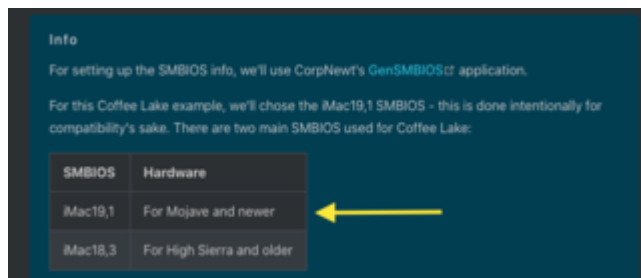 Info
For setting up the SMBIOS info, we'll use CorpNewt's GenSMBIOS application.
For this Coffee Lake example, we'll chose the iMac19,1 SMBIOS - this is done intentionally for
compatibility's sake. There are two main SMBIOS used for Coffee Lake:
SMBIOS Hardware
iMac19,1 For Mojave and newer
iMac18,3 For High Sierra and older